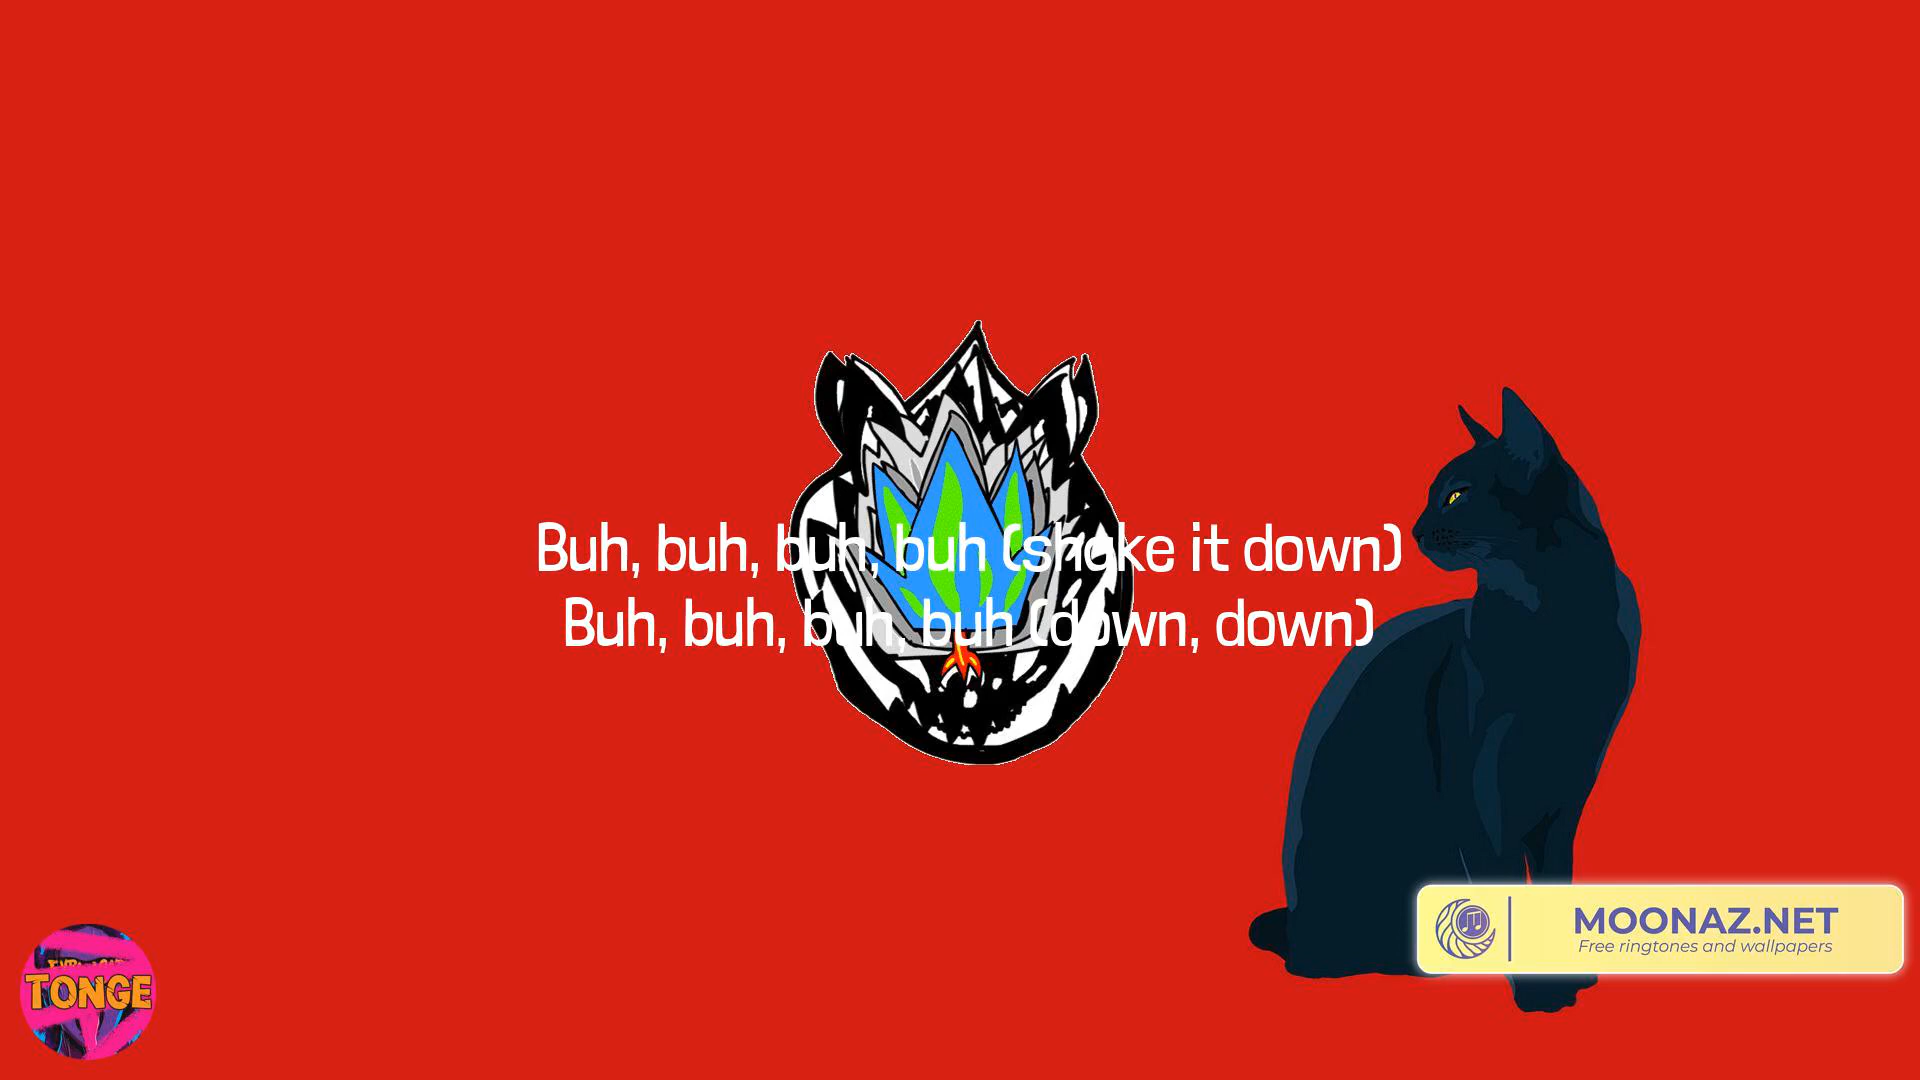 Buh, buh, buh, buh (shake it down)
Buh, buh, buh, buh (down, down)
MOONAZ.NET
Free ringtones and wallpapers
TONGE